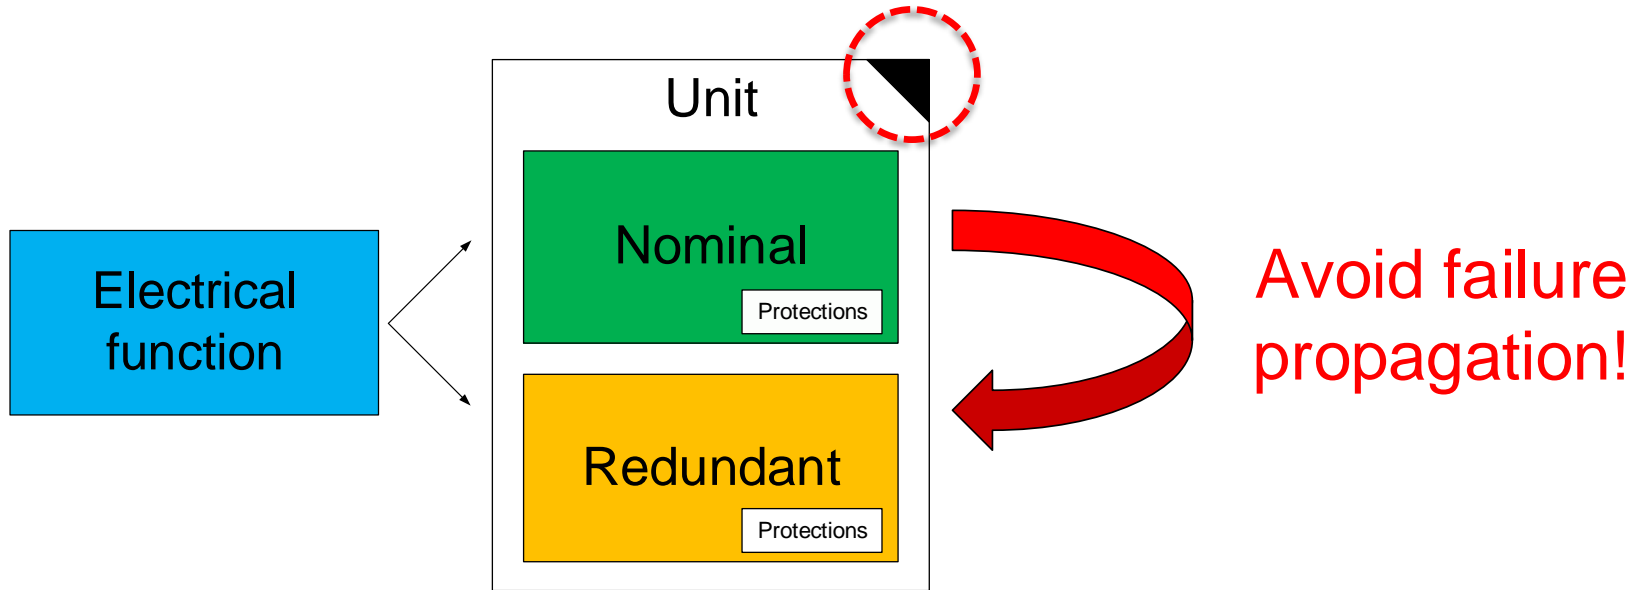 Unit
Nominal
Protections
Electrical
function
Redundant
Protections
Avoid failure
propagation!